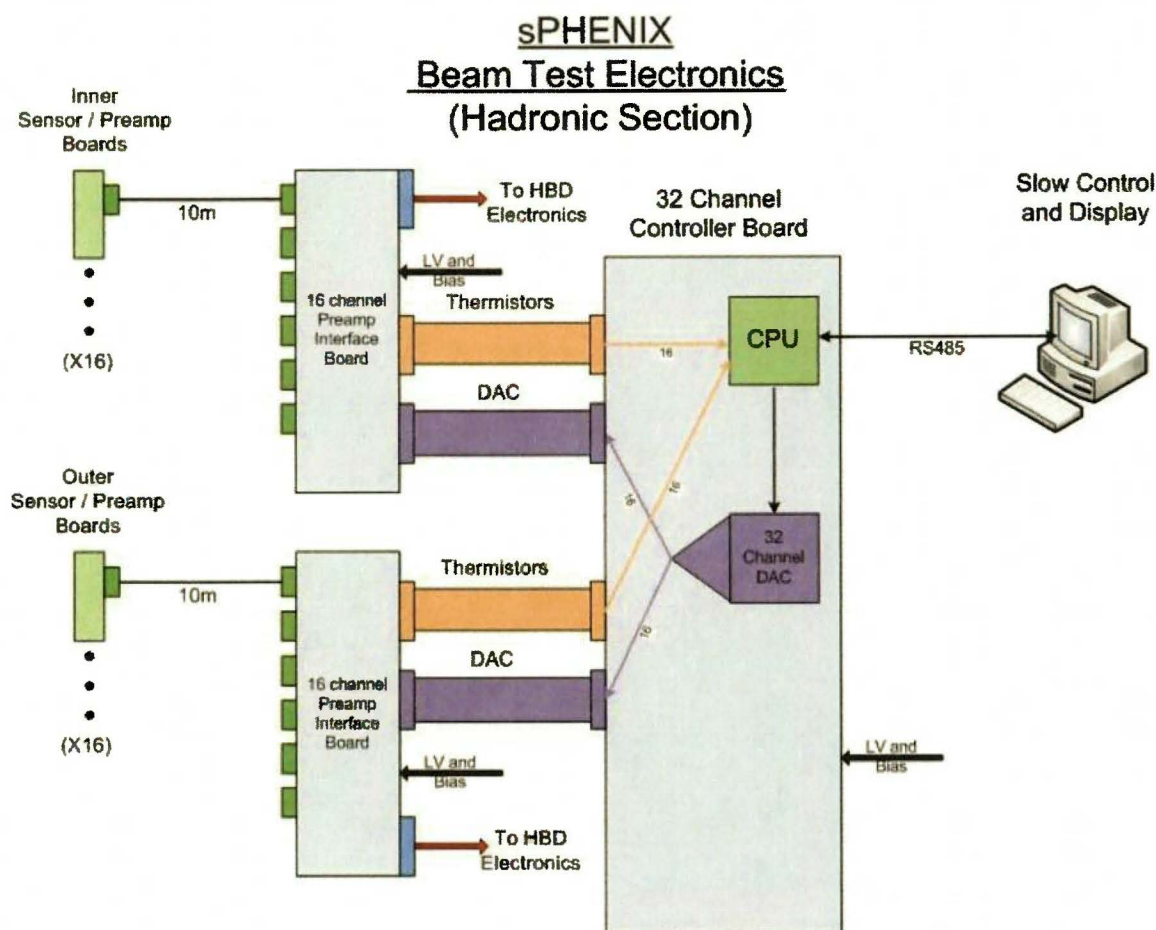 sPHENIX
Beam Test Electronics
(Hadronic Section)
Inner
Sensor / Preamp
Boards
10m
(X16)
16 channel
Preamp
Interface
Board
To HBD
Electronics
LV and
Bias
Thermistors
DAC
32 Channel
Controller Board
16
CPU
RS485
Slow Control
and Display
16
16
32
Channel
DAC
16
Outer
Sensor / Preamp
Boards
10m
(X16)
16 channel
Preamp
Interface
Board
Thermistors
DAC
LV and
Bias
To HBD
Electronics
LV and
Bias